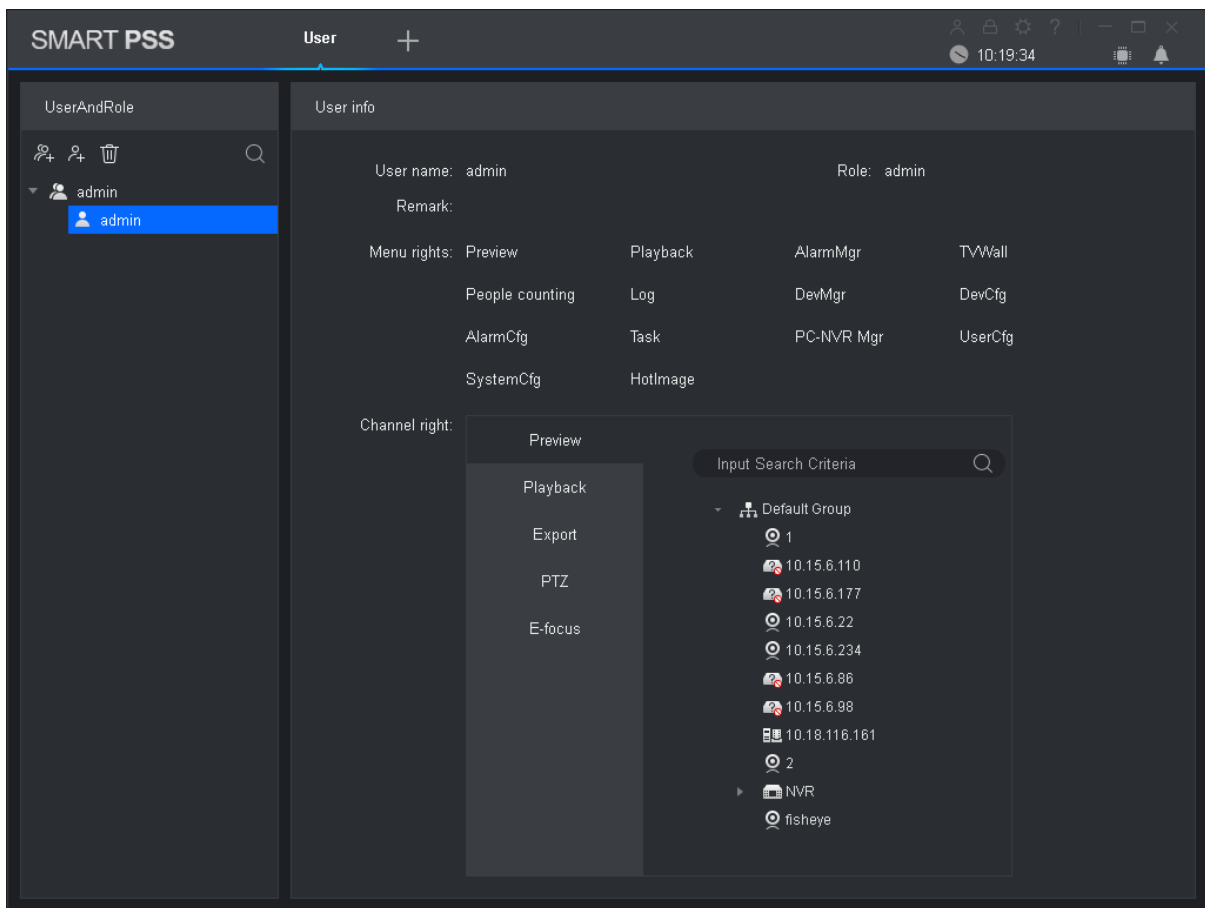 SMART PSS User
10:19:34
UserAndRole
User info
admin
admin
User name: admin Role: admin
Remark:
Menu rights: Preview Playback AlarmMgr TVWall
People counting Log DevMgr DevCfg
AlarmCfg Task PC-NVR Mgr UserCfg
SystemCfg HotImage
Channel right:
Preview
Playback
Export
PTZ
E-focus
Input Search Criteria
Default Group
1
10.15.6.110
10.15.6.177
10.15.6.22
10.15.6.234
10.15.6.86
10.15.6.98
10.18.116.161
2
NVR
fisheye